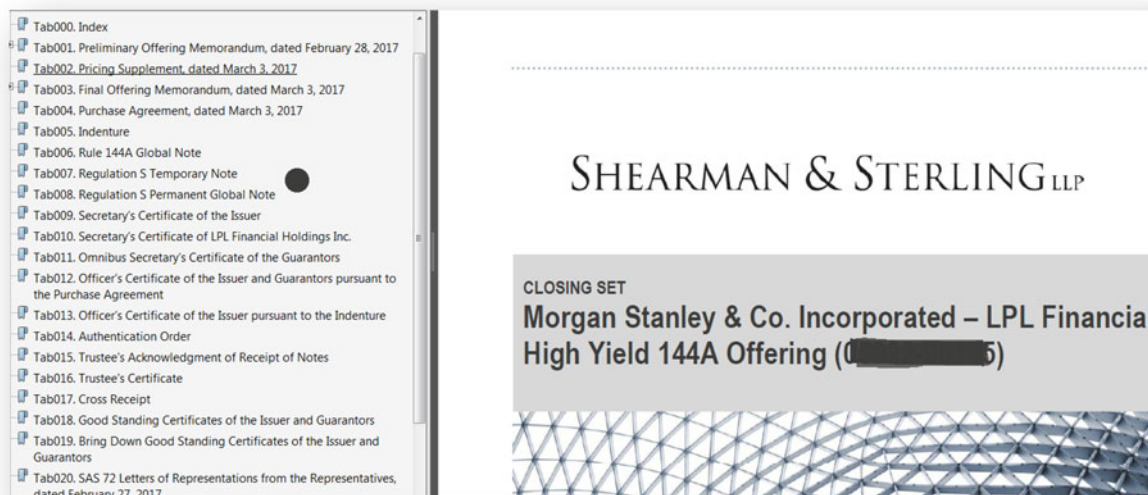 Tab000. Index
Tab001. Preliminary Offering Memorandum, dated February 28, 2017
Tab002. Pricing Supplement, dated March 3, 2017
Tab003. Final Offering Memorandum, dated March 3, 2017
Tab004. Purchase Agreement, dated March 3, 2017
Tab005. Indenture
Tab006. Rule 144A Global Note
Tab007. Regulation S Temporary Note
Tab008. Regulation S Permanent Global Note
Tab009. Secretary's Certificate of the Issuer
Tab010. Secretary's Certificate of LPL Financial Holdings Inc.
Tab011. Omnibus Secretary's Certificate of the Guarantors
Tab012. Officer's Certificate of the Issuer and Guarantors pursuant to
the Purchase Agreement
Tab013. Officer's Certificate of the Issuer pursuant to the Indenture
Tab014. Authentication Order
Tab015. Trustee's Acknowledgment of Receipt of Notes
Tab016. Trustee's Certificate
Tab017. Cross Receipt
Tab018. Good Standing Certificates of the Issuer and Guarantors
Tab019. Bring Down Good Standing Certificates of the Issuer and
Guarantors
Tab020. SAS 72 Letters of Representations from the Representatives,
dated February 27, 2017
SHEARMAN & STERLING LLP
CLOSING SET
Morgan Stanley & Co. Incorporated – LPL Financia
High Yield 144A Offering (0 5)